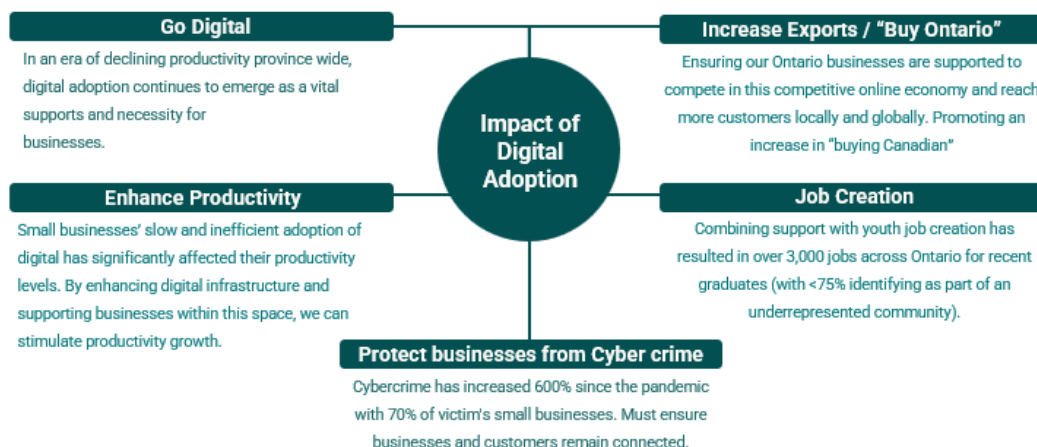 Go Digital
In an era of declining productivity province wide,
digital adoption continues to emerge as a vital
supports and necessity for
businesses.
Increase Exports / “Buy Ontario”
Ensuring our Ontario businesses are supported to
compete in this competitive online economy and reach
more customers locally and globally. Promoting an
increase in “buying Canadian”
Impact of
Digital
Adoption
Enhance Productivity
Small businesses’ slow and inefficient adoption of
digital has significantly affected their productivity
levels. By enhancing digital infrastructure and
supporting businesses within this space, we can
stimulate productivity growth.
Job Creation
Combining support with youth job creation has
resulted in over 3,000 jobs across Ontario for recent
graduates (with <75% identifying as part of an
underrepresented community).
Protect businesses from Cyber crime
Cybercrime has increased 600% since the pandemic
with 70% of victim's small businesses. Must ensure
businesses and customers remain connected.